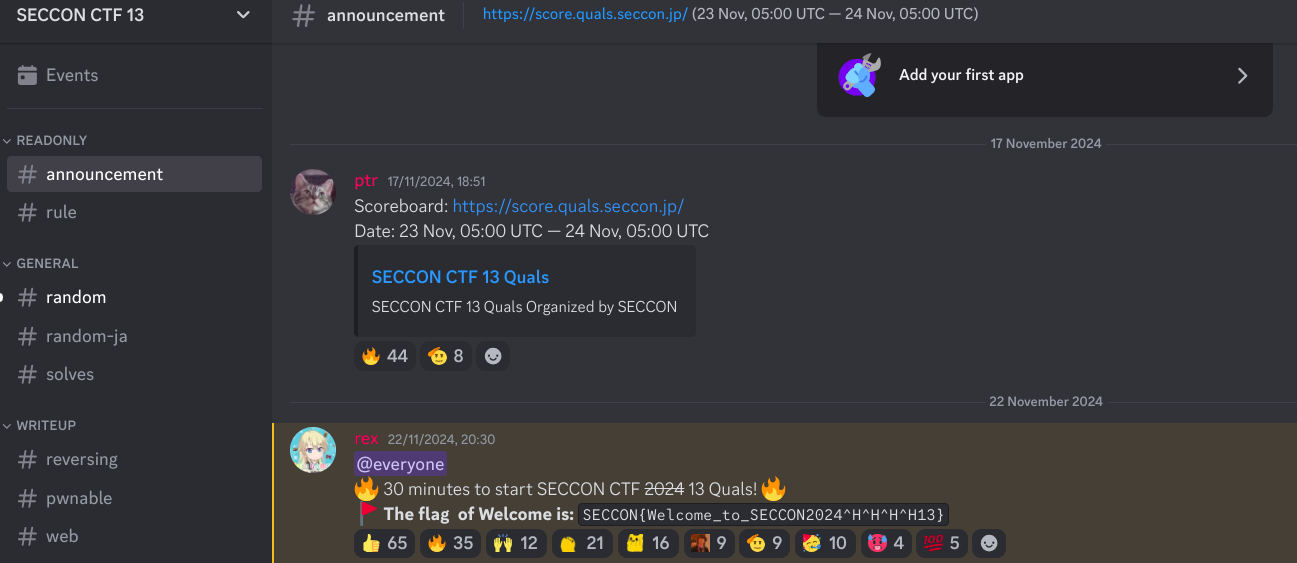 SECCON CTF 13
announcement
https://score.quals.seccon.jp/ (23 Nov, 05:00 UTC — 24 Nov, 05:00 UTC)
Events
READONLY
announcement
rule
GENERAL
random
random-ja
solves
WRITEUP
reversing
pwnable
web
Add your first app
17 November 2024
ptr 17/11/2024, 18:51
Scoreboard: https://score.quals.seccon.jp/
Date: 23 Nov, 05:00 UTC — 24 Nov, 05:00 UTC
SECCON CTF 13 Quals
SECCON CTF 13 Quals Organized by SECCON
🔥 44 🫡 8
22 November 2024
rex 22/11/2024, 20:30
@everyone
🔥 30 minutes to start SECCON CTF 2024 13 Quals! 🔥
🚩 The flag of Welcome is: SECCON{Welcome_to_SECCON2024^H^H^H^H13}
👍 65 🔥 35 🙌 12 21 16 9 🫡 9 🥳 10 🥵 4 💯 5